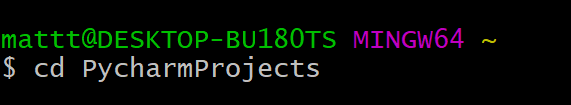 mattt@DESKTOP-BU180TS MINGW64 ~
$ cd PycharmProjects